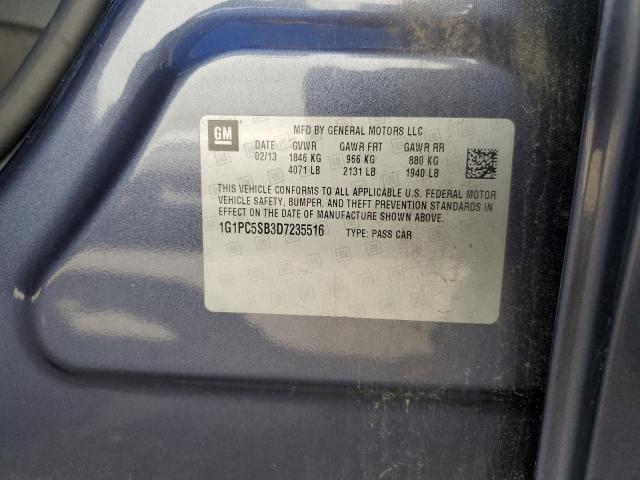 GM
MFD BY GENERAL MOTORS LLC
DATE GVWR GAWR FRT GAWR RR
02/13 1846 KG 966 KG 880 KG
4071 LB 2131 LB 1940 LB
THIS VEHICLE CONFORMS TO ALL APPLICABLE U.S. FEDERAL MOTOR
VEHICLE SAFETY, BUMPER, AND THEFT PREVENTION STANDARDS IN
EFFECT ON THE DATE OF MANUFACTURE SHOWN ABOVE.
1G1PC5SB3D7235516 TYPE: PASS CAR